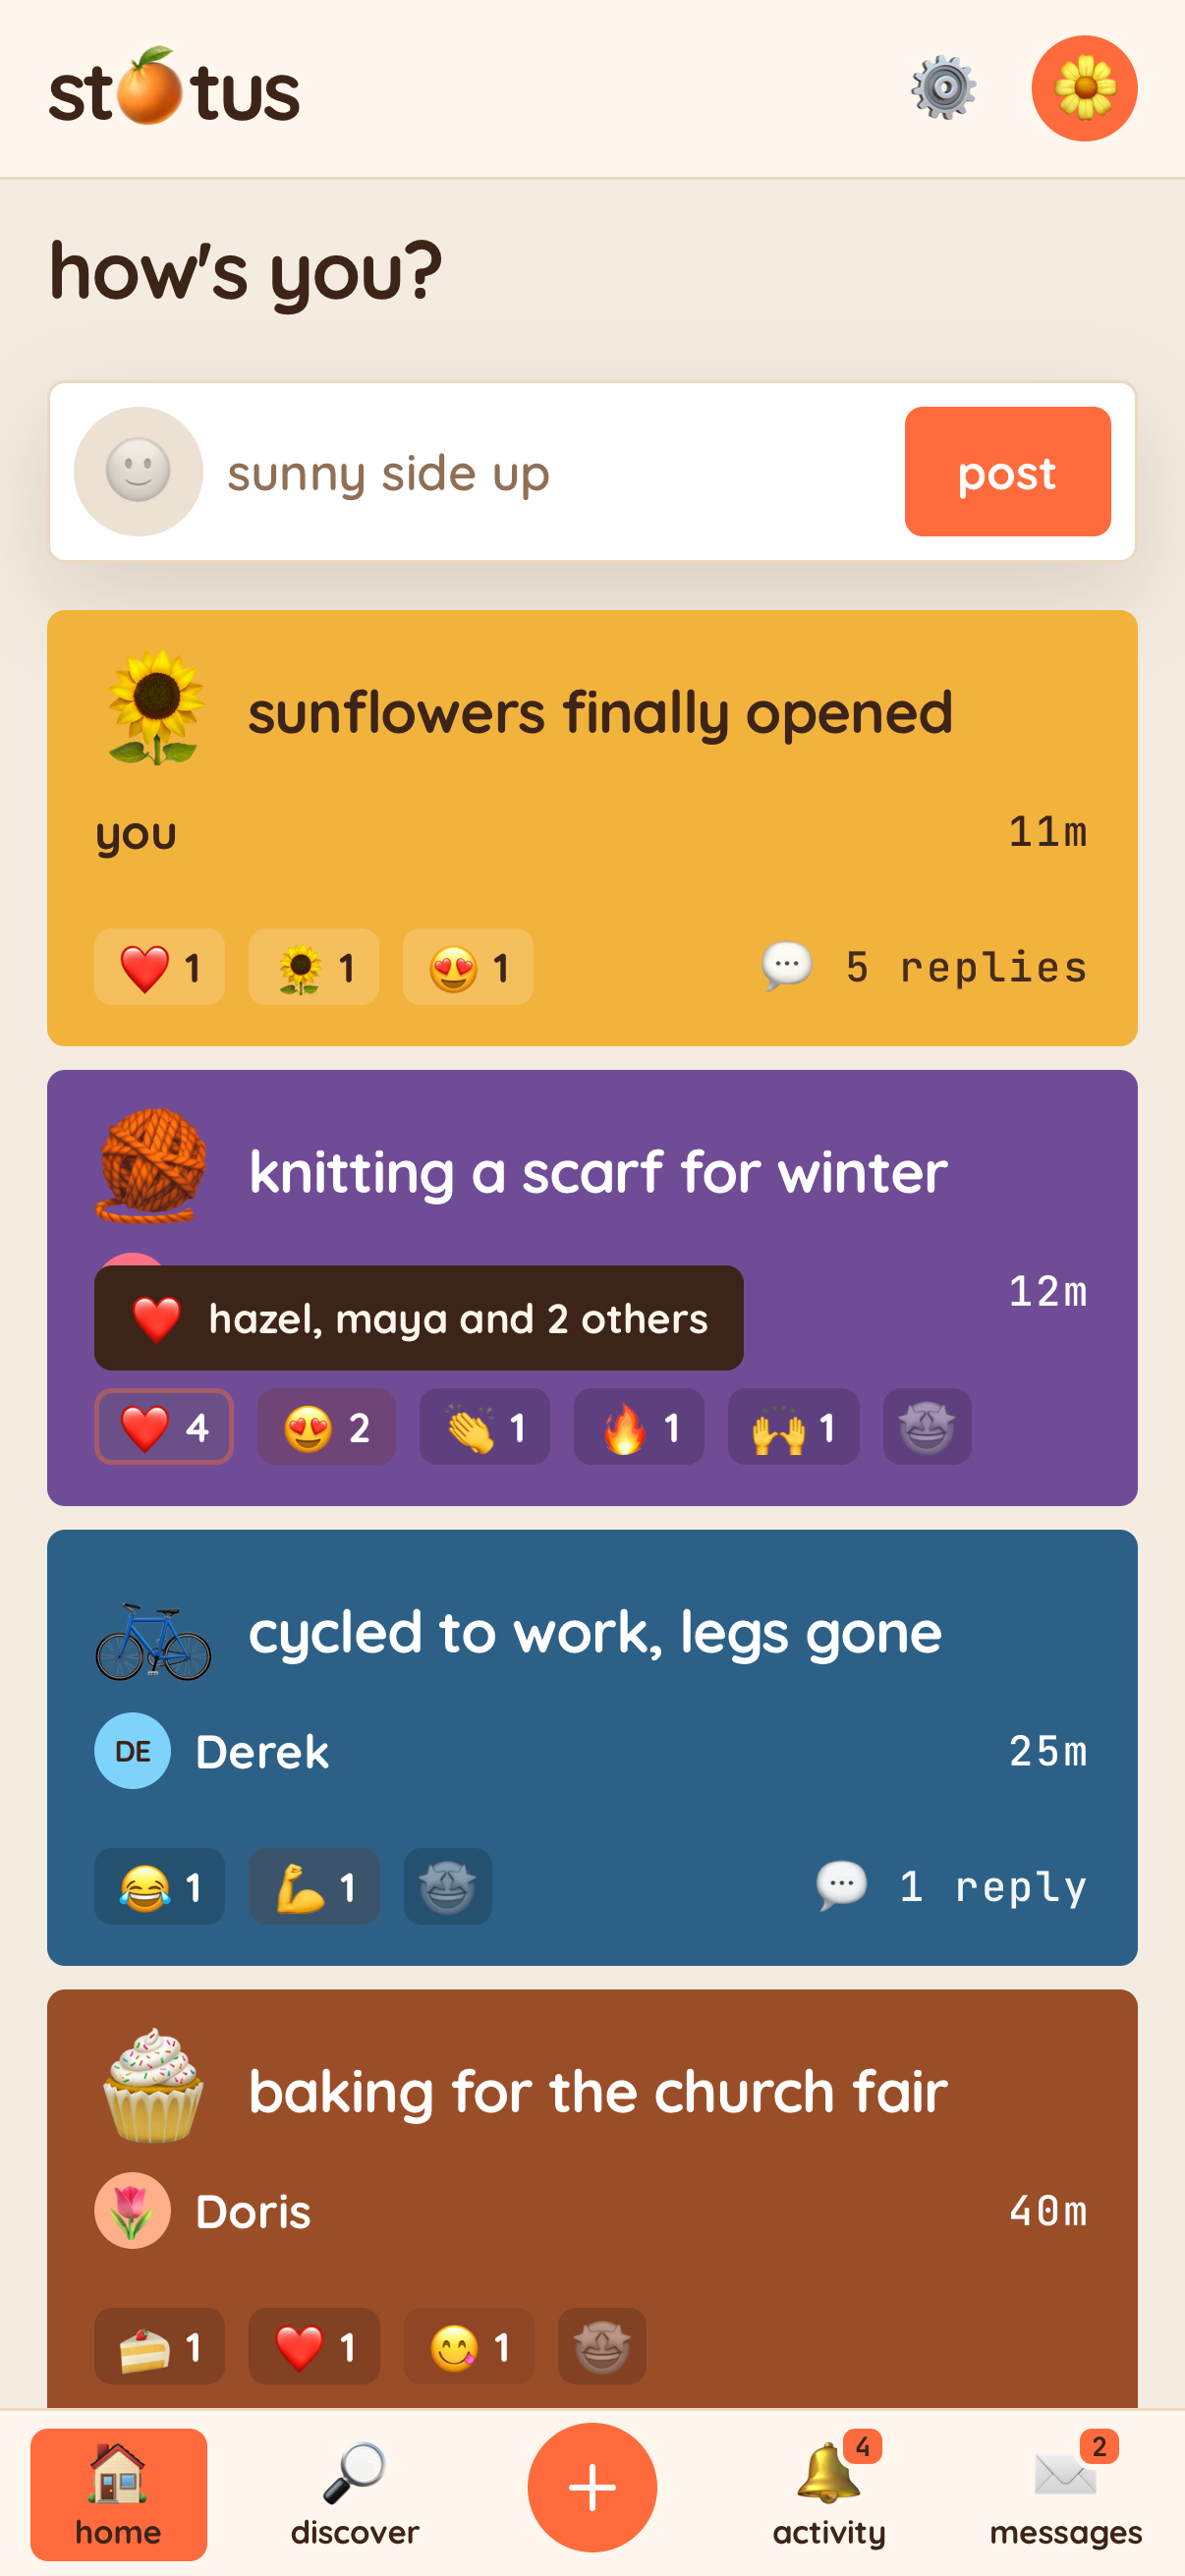 st🍊tus
how's you?
sunny side up
post
sunflowers finally opened
you
11m
1
1
1
5 replies
knitting a scarf for winter
12m
hazel, maya and 2 others
4
2
1
1
1
cycled to work, legs gone
DE
Derek
25m
1
1
1 reply
baking for the church fair
Doris
40m
1
1
1
home
discover
4
activity
2
messages